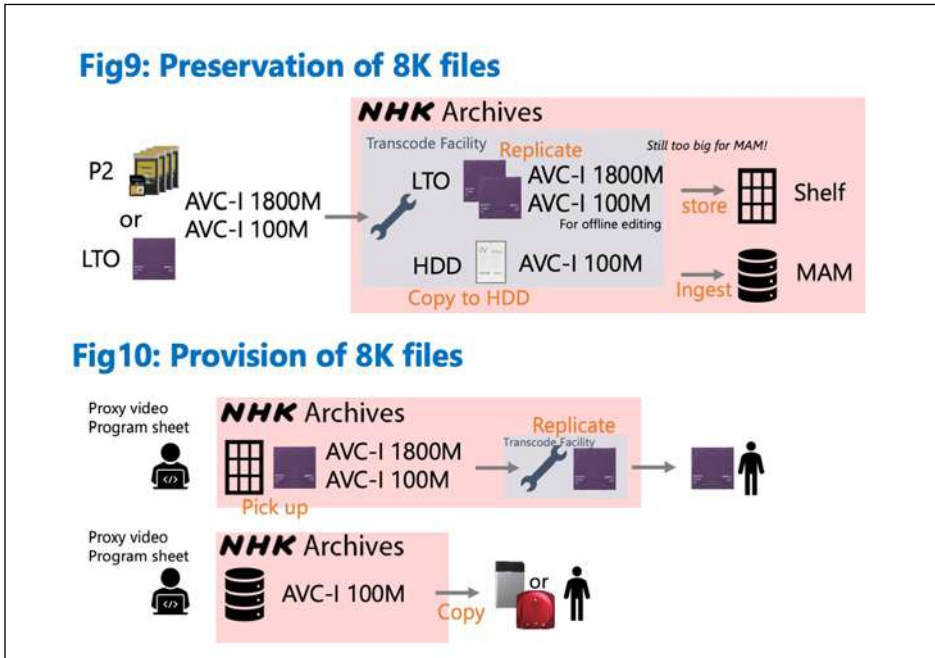 Fig9: Preservation of 8K files
NHK Archives
Transcode Facility
Still too big for MAM!
P2
or
LTO
AVC-I 1800M
AVC-I 100M
Replicate
LTO
AVC-I 1800M
AVC-I 100M
For offline editing
store
Shelf
HDD
AVC-I 100M
Copy to HDD
Ingest
MAM
Fig10: Provision of 8K files
Proxy video
Program sheet
NHK Archives
AVC-I 1800M
AVC-I 100M
Pick up
Replicate
Transcode Facility
Proxy video
Program sheet
NHK Archives
AVC-I 100M
Copy
or